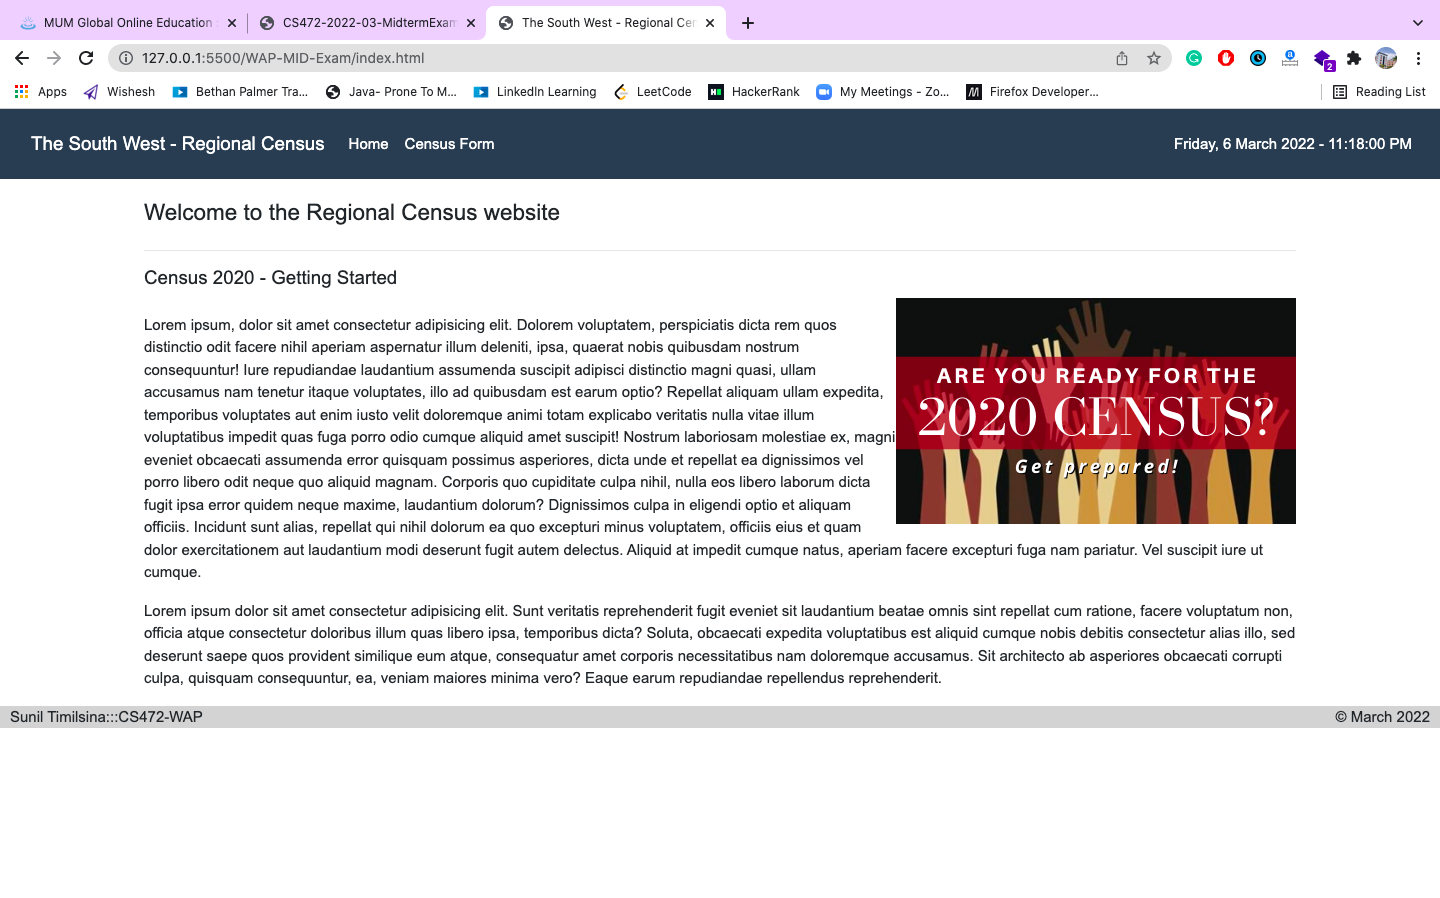 MUM Global Online Education
CS472-2022-03-MidtermExam
The South West - Regional Cen
127.0.0.1:5500/WAP-MID-Exam/index.html
2
Apps
Wishesh
Bethan Palmer Tra...
Java- Prone To M...
LinkedIn Learning
LeetCode
HackerRank
My Meetings - Zo...
Firefox Developer...
Reading List
The South West - Regional Census
Home
Census Form
Friday, 6 March 2022 - 11:18:00 PM
Welcome to the Regional Census website
Census 2020 - Getting Started
Lorem ipsum, dolor sit amet consectetur adipisicing elit. Dolorem voluptatem, perspiciatis dicta rem quos
distinctio odit facere nihil aperiam aspernatur illum deleniti, ipsa, quaerat nobis quibusdam nostrum
consequuntur! Iure repudiandae laudantium assumenda suscipit adipisci distinctio magni quasi, ullam
accusamus nam tenetur itaque voluptates, illo ad quibusdam est earum optio? Repellat aliquam ullam expedita,
temporibus voluptates aut enim iusto velit doloremque animi totam explicabo veritatis nulla vitae illum
voluptatibus impedit quas fuga porro odio cumque aliquid amet suscipit! Nostrum laboriosam molestiae ex, magni
eveniet obcaecati assumenda error quisquam possimus asperiores, dicta unde et repellat ea dignissimos vel
porro libero odit neque quo aliquid magnam. Corporis quo cupiditate culpa nihil, nulla eos libero laborum dicta
fugit ipsa error quidem neque maxime, laudantium dolorum? Dignissimos culpa in eligendi optio et aliquam
officiis. Incidunt sunt alias, repellat qui nihil dolorum ea quo excepturi minus voluptatem, officiis eius et quam
dolor exercitationem aut laudantium modi deserunt fugit autem delectus. Aliquid at impedit cumque natus, aperiam facere excepturi fuga nam pariatur. Vel suscipit iure ut
cumque.
ARE YOU READY FOR THE
2020 CENSUS?
Get prepared!
Lorem ipsum dolor sit amet consectetur adipisicing elit. Sunt veritatis reprehenderit fugit eveniet sit laudantium beatae omnis sint repellat cum ratione, facere voluptatum non,
officia atque consectetur doloribus illum quas libero ipsa, temporibus dicta? Soluta, obcaecati expedita voluptatibus est aliquid cumque nobis debitis consectetur alias illo, sed
deserunt saepe quos provident similique eum atque, consequatur amet corporis necessitatibus nam doloremque accusamus. Sit architecto ab asperiores obcaecati corrupti
culpa, quisquam consequuntur, ea, veniam maiores minima vero? Eaque earum repudiandae repellendus reprehenderit.
Sunil Timilsina:::CS472-WAP
© March 2022